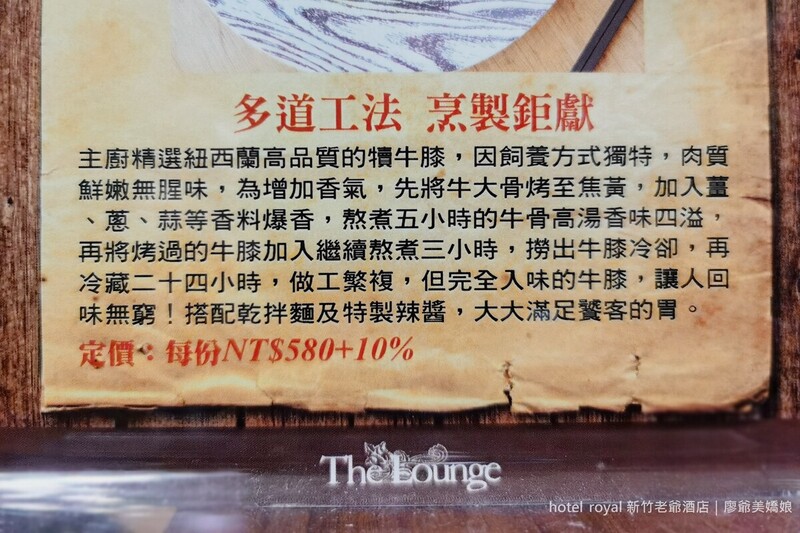 多道工法 烹製鉅獻
主廚精選紐西蘭高品質的犢牛膝，因飼養方式獨特，肉質
鮮嫩無腥味，為增加香氣，先將牛大骨烤至焦黃，加入薑
、蔥、蒜等香料爆香，熬煮五小時的牛骨高湯香味四溢，
再將烤過的牛膝加入繼續熬煮三小時，撈出牛膝冷卻，再
冷藏二十四小時，做工繁複，但完全入味的牛膝，讓人回
味無窮！搭配乾拌麵及特製辣醬，大大滿足饕客的胃。
定價：每份NT$580+10%
The Lounge
hotel royal 新竹老爺酒店 | 廖爺美嬌娘